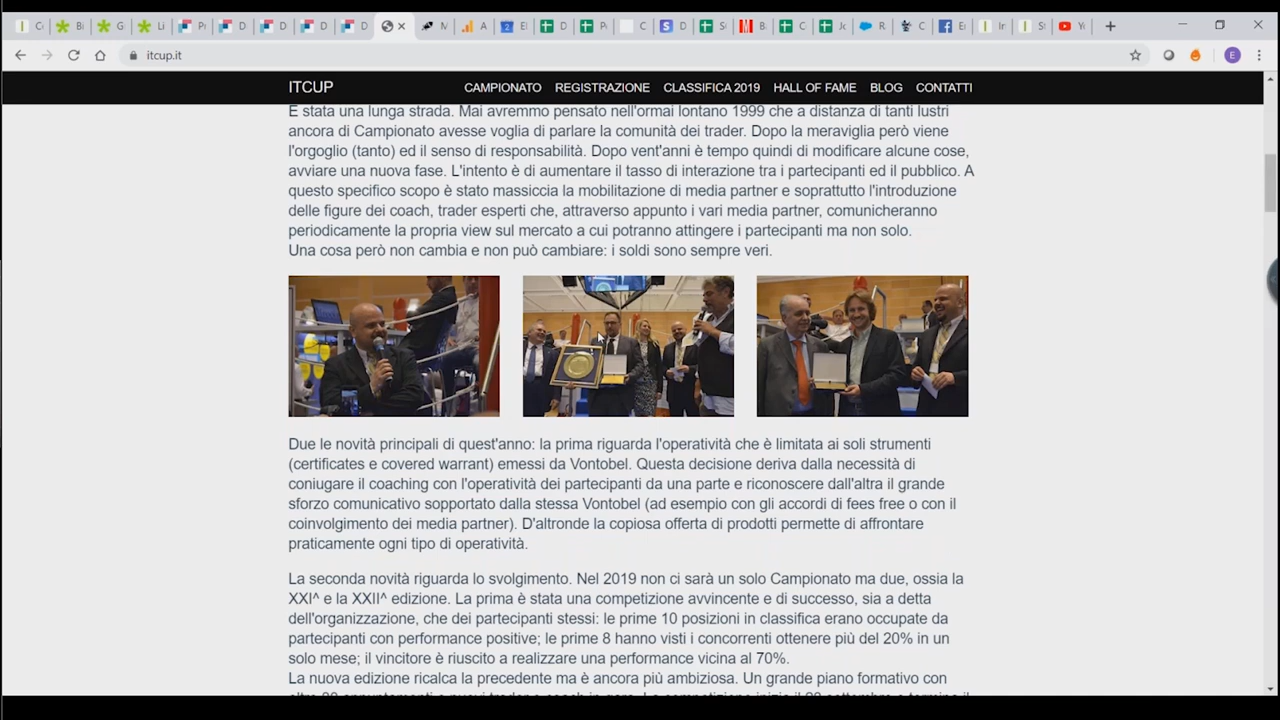 itcup.it
E
ITCUP
CAMPIONATO REGISTRAZIONE CLASSIFICA 2019 HALL OF FAME BLOG CONTATTI
È stata una lunga strada. Mai avremmo pensato nell'ormai lontano 1999 che a distanza di tanti lustri
ancora di Campionato avesse voglia di parlare la comunità dei trader. Dopo la meraviglia però viene
l'orgoglio (tanto) ed il senso di responsabilità. Dopo vent'anni è tempo quindi di modificare alcune cose,
avviare una nuova fase. L'intento è di aumentare il tasso di interazione tra i partecipanti ed il pubblico. A
questo specifico scopo è stato massiccia la mobilitazione di media partner e soprattutto l'introduzione
delle figure dei coach, trader esperti che, attraverso appunto i vari media partner, comunicheranno
periodicamente la propria view sul mercato a cui potranno attingere i partecipanti ma non solo.
Una cosa però non cambia e non può cambiare: i soldi sono sempre veri.
Due le novità principali di quest'anno: la prima riguarda l'operatività che è limitata ai soli strumenti
(certificates e covered warrant) emessi da Vontobel. Questa decisione deriva dalla necessità di
coniugare il coaching con l'operatività dei partecipanti da una parte e riconoscere dall'altra il grande
sforzo comunicativo sopportato dalla stessa Vontobel (ad esempio con gli accordi di fees free o con il
coinvolgimento dei media partner). D'altronde la copiosa offerta di prodotti permette di affrontare
praticamente ogni tipo di operatività.
La seconda novità riguarda lo svolgimento. Nel 2019 non ci sarà un solo Campionato ma due, ossia la
XXI^ e la XXII^ edizione. La prima è stata una competizione avvincente e di successo, sia a detta
dell'organizzazione, che dei partecipanti stessi: le prime 10 posizioni in classifica erano occupate da
partecipanti con performance positive; le prime 8 hanno visti i concorrenti ottenere più del 20% in un
solo mese; il vincitore è riuscito a realizzare una performance vicina al 70%.
La nuova edizione ricalca la precedente ma è ancora più ambiziosa. Un grande piano formativo con